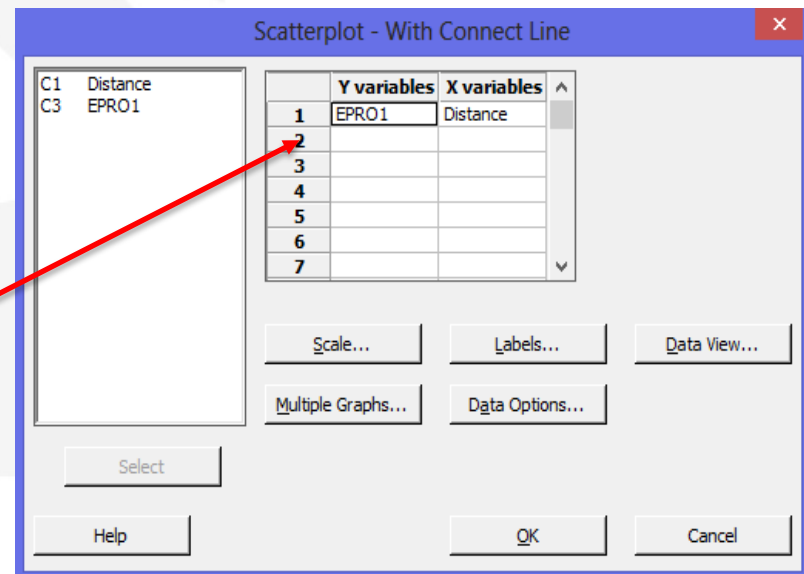 Scatterplot - With Connect Line
×
C1 Distance
C3 EPRO1
Y variables X variables
1 EPRO1 Distance
2
3
4
5
6
7
Scale... Labels... Data View...
Multiple Graphs... Data Options...
Select
Help OK Cancel